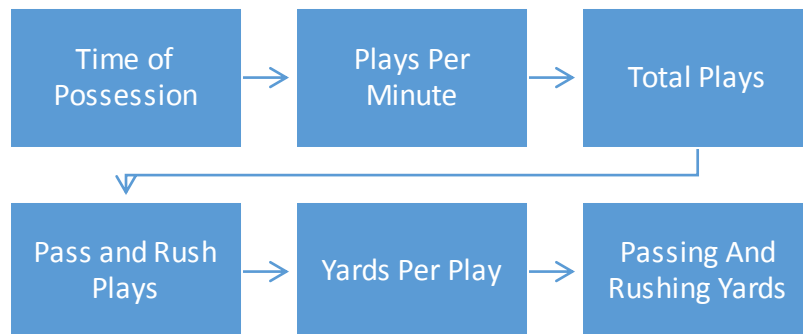 Time of
Possession
Plays Per
Minute
Total Plays
Pass and Rush
Plays
Yards Per Play
Passing And
Rushing Yards